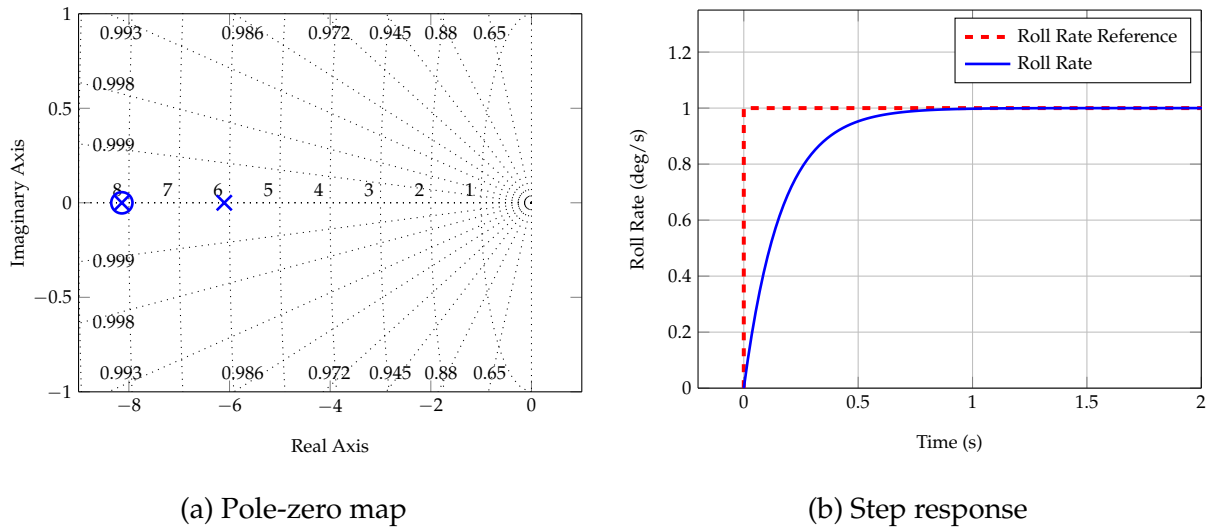 1
0.993 0.986 0.972 0.945 0.88 0.65
0.998
0.5
0.999
8 7 6 5 4 3 2 1
0
0.999
−0.5
0.998
0.993 0.986 0.972 0.945 0.88 0.65
−1
−8 −6 −4 −2 0
Real Axis
Imaginary Axis
(a) Pole-zero map
Roll Rate Reference
Roll Rate
1.2
1
0.8
0.6
0.4
0.2
0
0 0.5 1 1.5 2
Time (s)
Roll Rate (deg/s)
(b) Step response